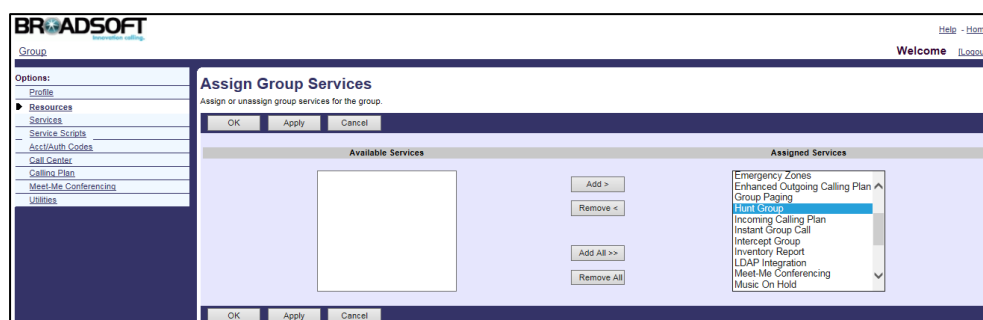 BROADSOFT
innovation calling.
Help - Hom
Group
Welcome [Logou
Options:
Profile
Resources
Services
Service Scripts
Acct/Auth Codes
Call Center
Calling Plan
Meet-Me Conferencing
Utilities
Assign Group Services
Assign or unassign group services for the group.
OK Apply Cancel
Available Services Assigned Services
Add >
Remove <
Add All >>
Remove All
Emergency Zones
Enhanced Outgoing Calling Plan
Group Paging
Hunt Group
Incoming Calling Plan
Instant Group Call
Intercept Group
Inventory Report
LDAP Integration
Meet-Me Conferencing
Music On Hold
OK Apply Cancel